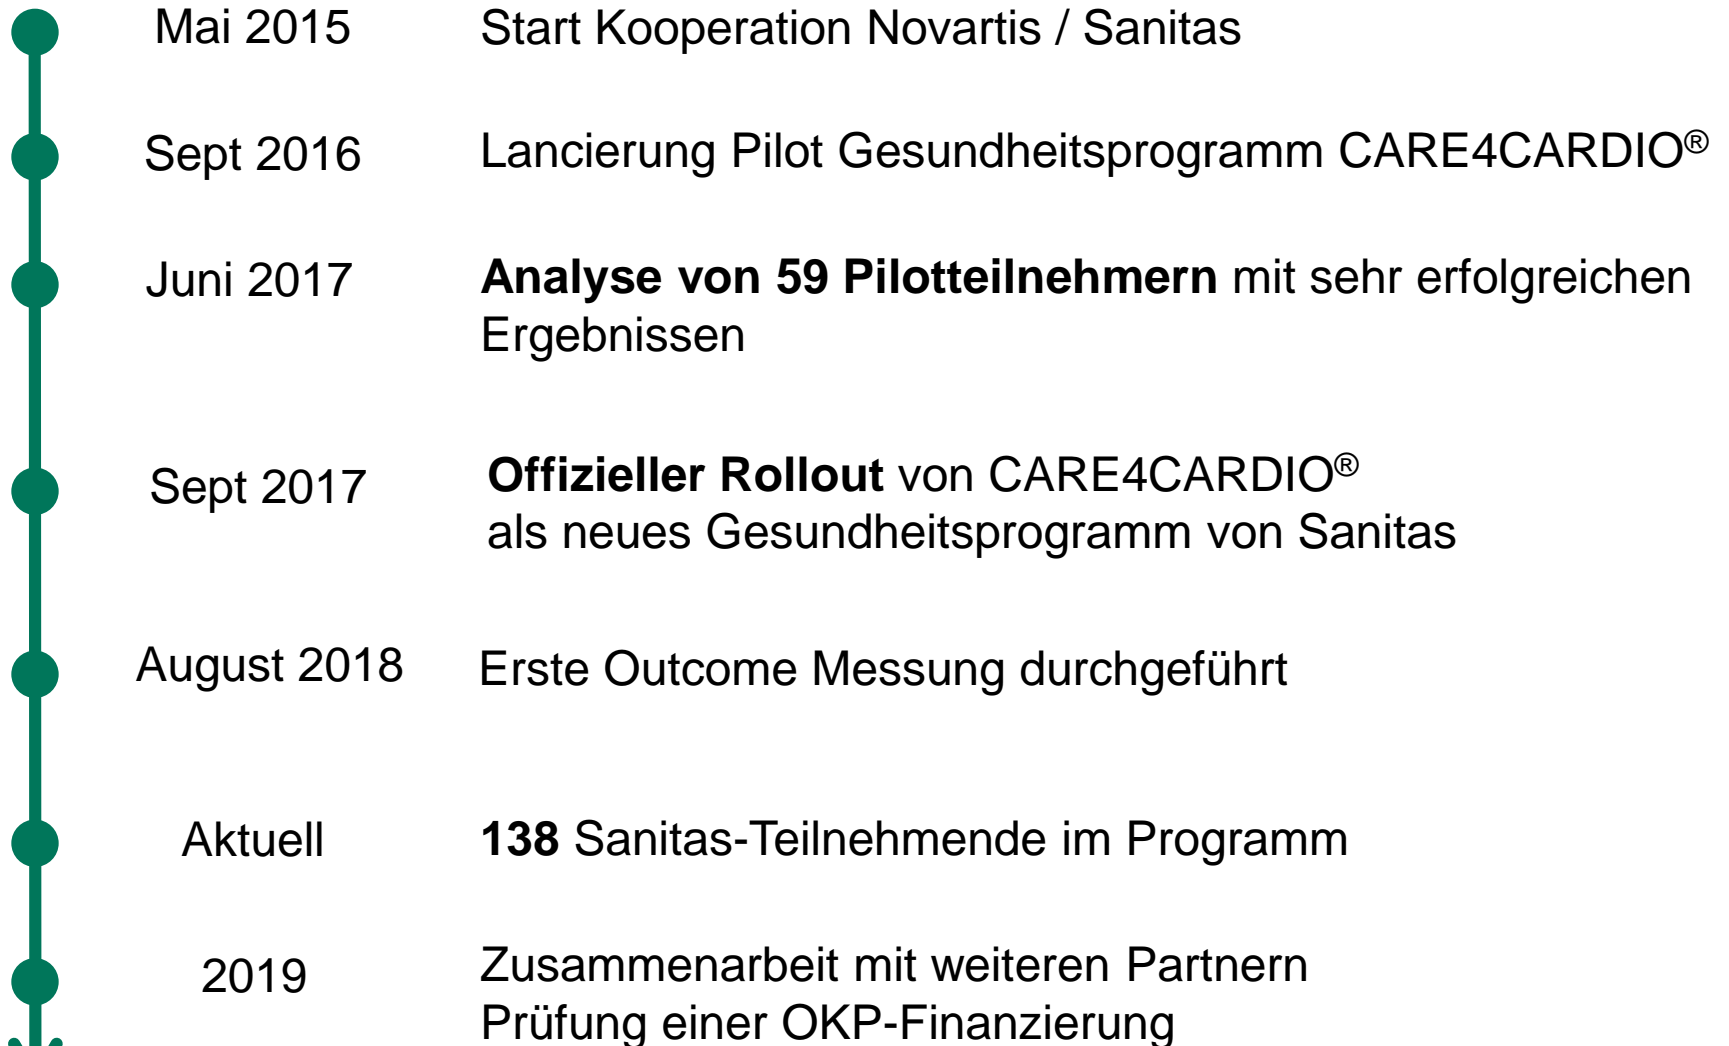 Mai 2015 Start Kooperation Novartis / Sanitas
Sept 2016 Lancierung Pilot Gesundheitsprogramm CARE4CARDIO®
Juni 2017 Analyse von 59 Pilotteilnehmern mit sehr erfolgreichen
Ergebnissen
Sept 2017 Offizieller Rollout von CARE4CARDIO®
als neues Gesundheitsprogramm von Sanitas
August 2018 Erste Outcome Messung durchgeführt
Aktuell 138 Sanitas-Teilnehmende im Programm
2019 Zusammenarbeit mit weiteren Partnern
Prüfung einer OKP-Finanzierung